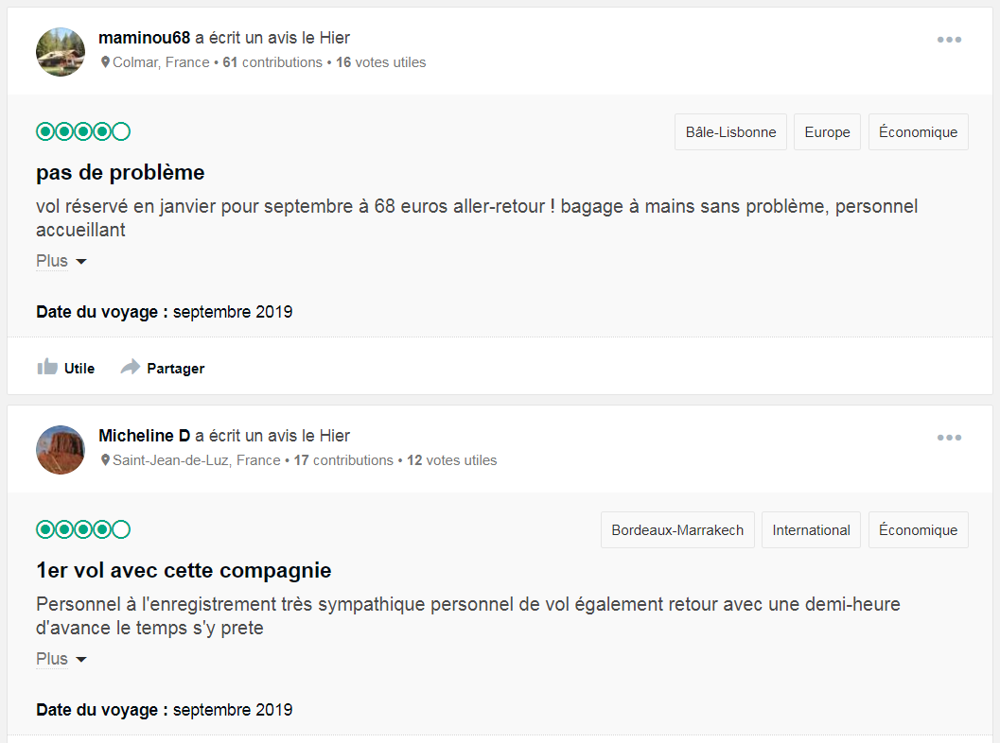 maminou68 a écrit un avis le Hier
Colmar, France • 61 contributions • 16 votes utiles
Bâle-Lisbonne Europe Économique
pas de problème
vol réservé en janvier pour septembre à 68 euros aller-retour ! bagage à mains sans problème, personnel
accueillant
Plus
Date du voyage : septembre 2019
Utile Partager
Micheline D a écrit un avis le Hier
Saint-Jean-de-Luz, France • 17 contributions • 12 votes utiles
Bordeaux-Marrakech International Économique
1er vol avec cette compagnie
Personnel à l'enregistrement très sympathique personnel de vol également retour avec une demi-heure
d'avance le temps s'y prete
Plus
Date du voyage : septembre 2019